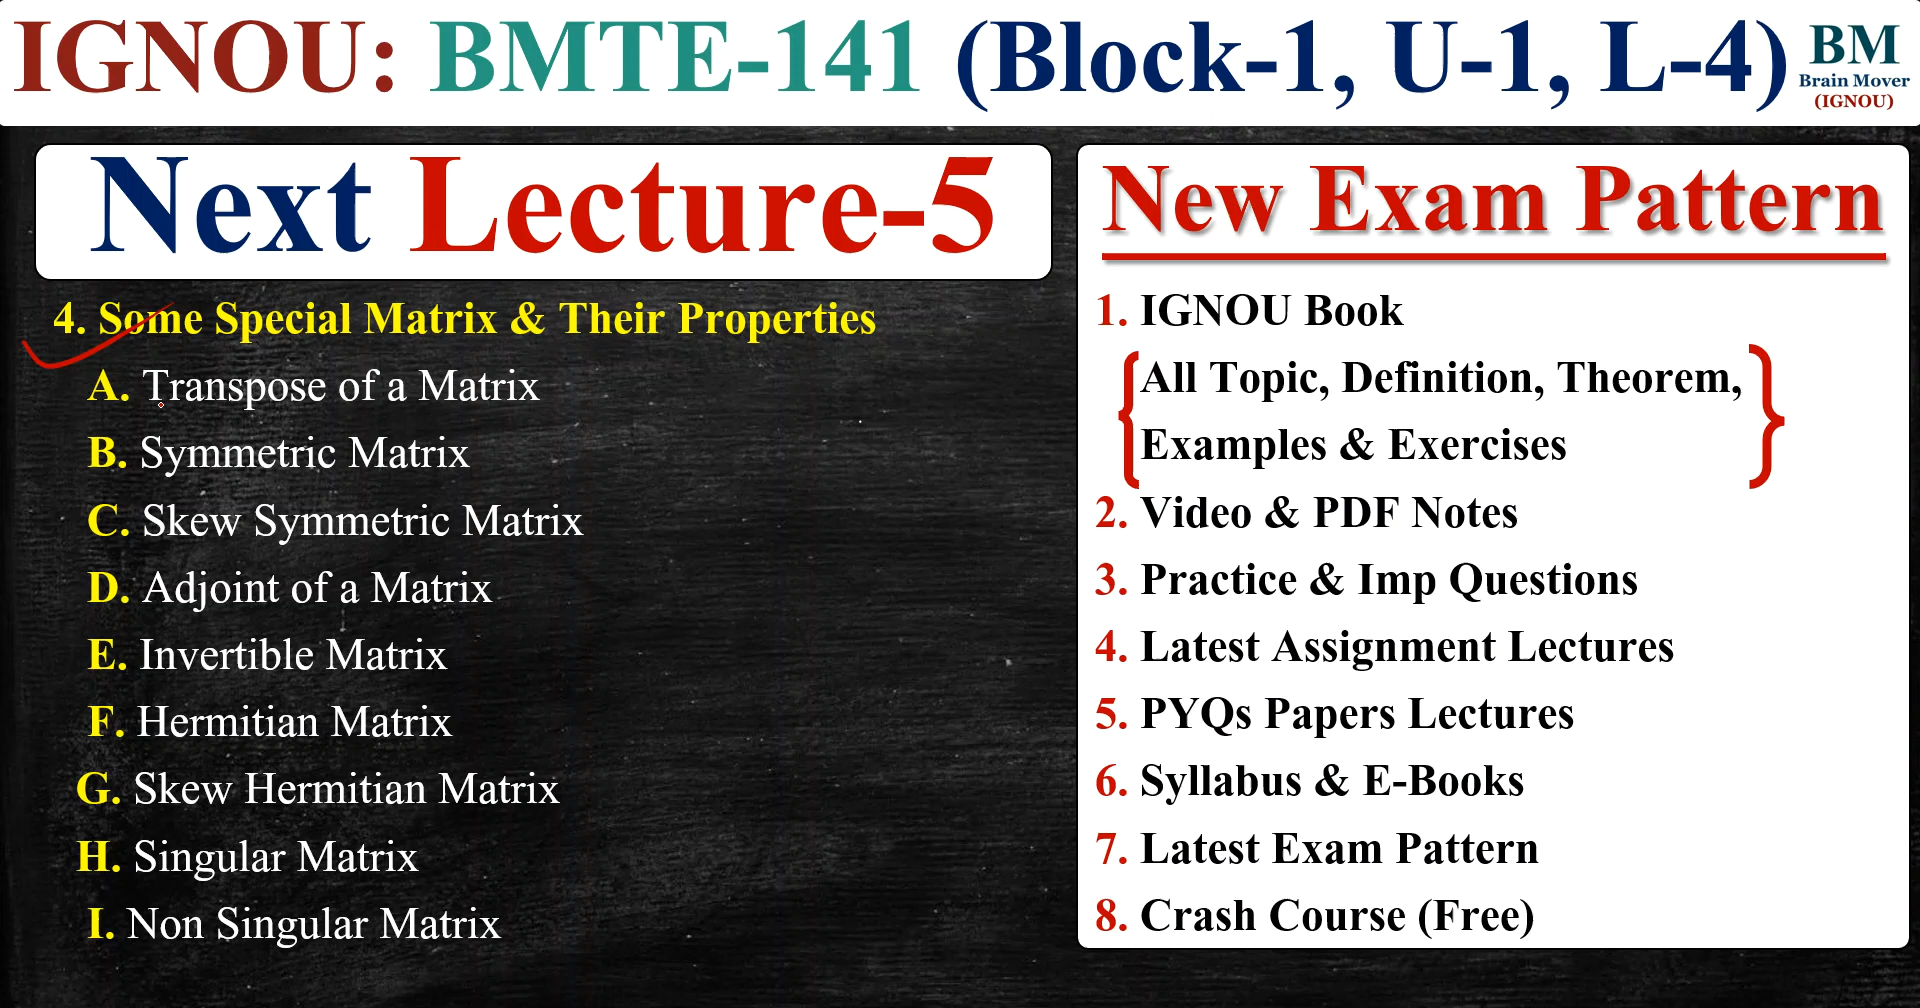 IGNOU: BMTE-141 (Block-1, U-1, L-4)
BM
Brain Mover
(IGNOU)
Next Lecture-5
4. Some Special Matrix & Their Properties
A. Transpose of a Matrix
B. Symmetric Matrix
C. Skew Symmetric Matrix
D. Adjoint of a Matrix
E. Invertible Matrix
F. Hermitian Matrix
G. Skew Hermitian Matrix
H. Singular Matrix
I. Non Singular Matrix
New Exam Pattern
1. IGNOU Book
{All Topic, Definition, Theorem,
Examples & Exercises}
2. Video & PDF Notes
3. Practice & Imp Questions
4. Latest Assignment Lectures
5. PYQs Papers Lectures
6. Syllabus & E-Books
7. Latest Exam Pattern
8. Crash Course (Free)